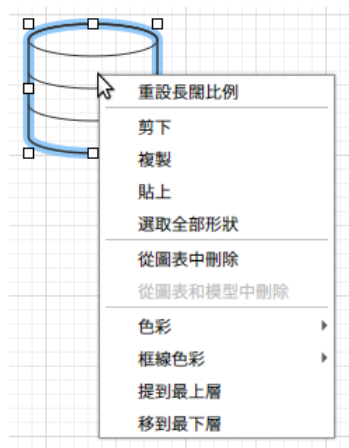 重設長闊比例
剪下
複製
貼上
選取全部形狀
從圖表中刪除
從圖表和模型中刪除
色彩
框線色彩
提到最上層
移到最下層